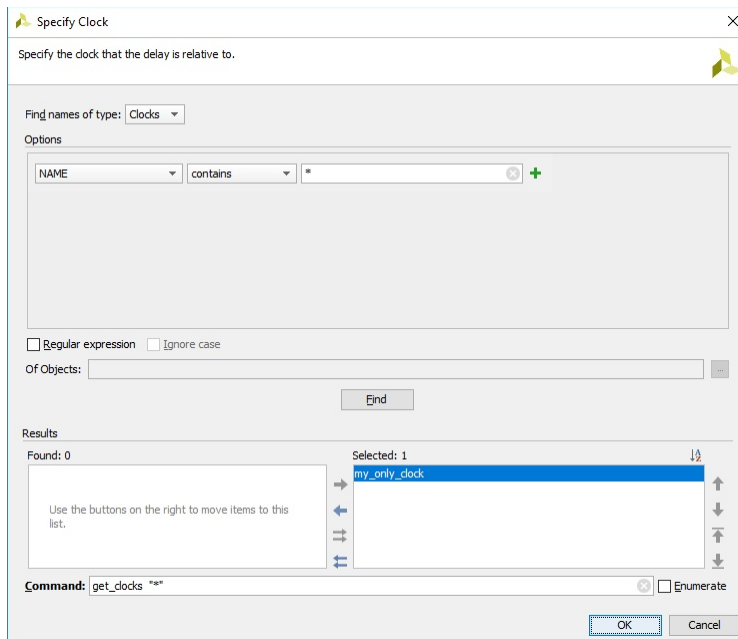 Specify Clock
Specify the clock that the delay is relative to.
Find names of type: Clocks
Options
NAME contains *
Regular expression Ignore case
Of Objects: ...
Find
Results
Found: 0 Selected: 1
my_only_clock
Use the buttons on the right to move items to this
list.
Command: get_clocks "*" Enumerate
OK Cancel